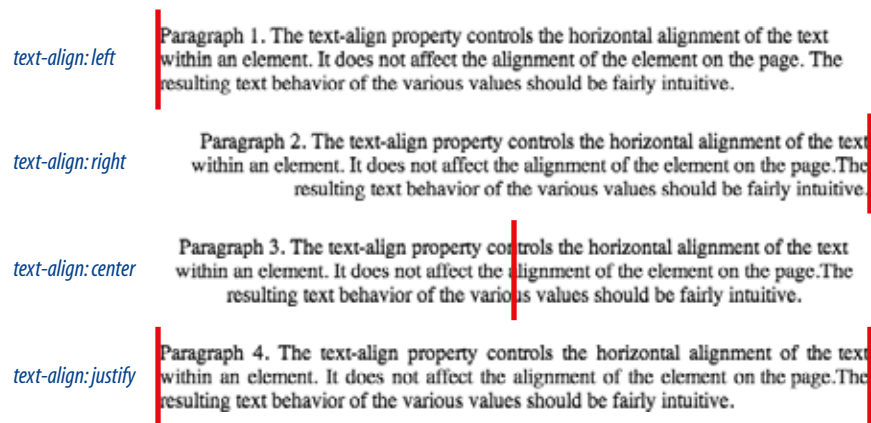 text-align: left
Paragraph 1. The text-align property controls the horizontal alignment of the text
within an element. It does not affect the alignment of the element on the page. The
resulting text behavior of the various values should be fairly intuitive.
text-align: right
Paragraph 2. The text-align property controls the horizontal alignment of the text
within an element. It does not affect the alignment of the element on the page.The
resulting text behavior of the various values should be fairly intuitive.
text-align: center
Paragraph 3. The text-align property controls the horizontal alignment of the text
within an element. It does not affect the alignment of the element on the page.The
resulting text behavior of the various values should be fairly intuitive.
text-align: justify
Paragraph 4. The text-align property controls the horizontal alignment of the text
within an element. It does not affect the alignment of the element on the page.The
resulting text behavior of the various values should be fairly intuitive.